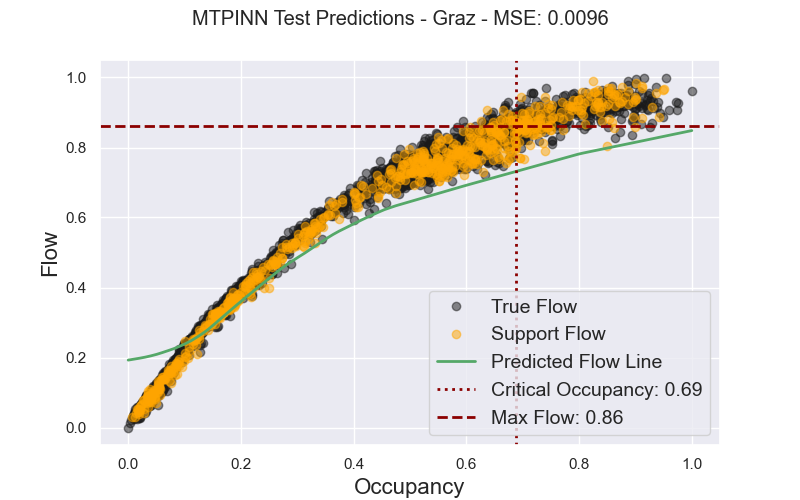 MTPINN Test Predictions - Graz - MSE: 0.0096
1.0
0.8
0.6
0.4
0.2
0.0
Flow
True Flow
Support Flow
Predicted Flow Line
Critical Occupancy: 0.69
Max Flow: 0.86
0.0 0.2 0.4 0.6 0.8 1.0
Occupancy